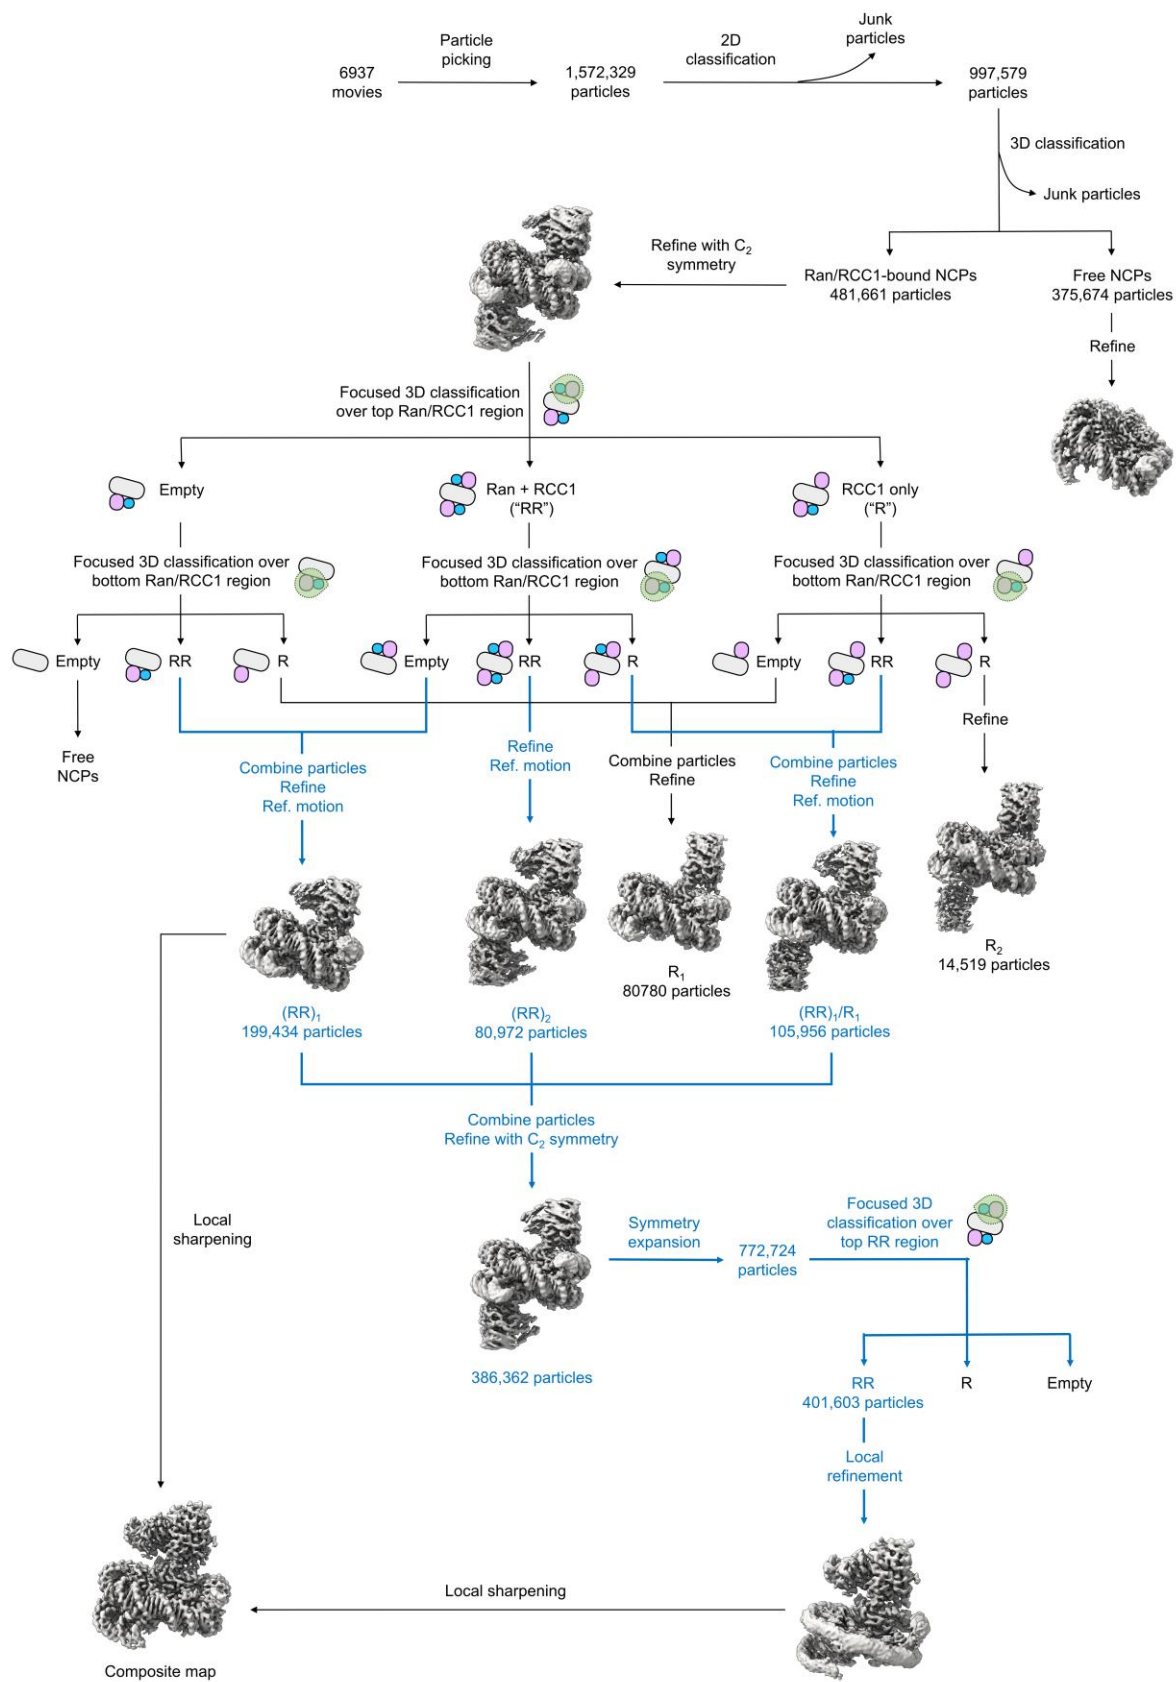 Particle
picking
2D
classification
Junk
particles
6937
movies
1,572,329
particles
997,579
particles
3D classification
Junk particles
Refine with C2
symmetry
Ran/RCC1-bound NCPs
481,661 particles
Free NCPs
375,674 particles
Refine
Focused 3D classification
over top Ran/RCC1 region
Empty
Ran + RCC1
("RR")
RCC1 only
("R")
Focused 3D classification over
bottom Ran/RCC1 region
Focused 3D classification over
bottom Ran/RCC1 region
Focused 3D classification over
bottom Ran/RCC1 region
Empty
RR
R
Empty
RR
R
Empty
RR
R
Free
NCPs
Combine particles
Refine
Ref. motion
Refine
Ref. motion
Combine particles
Refine
Combine particles
Refine
Ref. motion
Refine
(RR)1
199,434 particles
(RR)2
80,972 particles
R1
80780 particles
(RR)1/R1
105,956 particles
R2
14,519 particles
Combine particles
Refine with C2 symmetry
Local
sharpening
386,362 particles
Symmetry
expansion
772,724
particles
Focused 3D
classification over
top RR region
RR
401,603 particles
R
Empty
Local
refinement
Local sharpening
Composite map